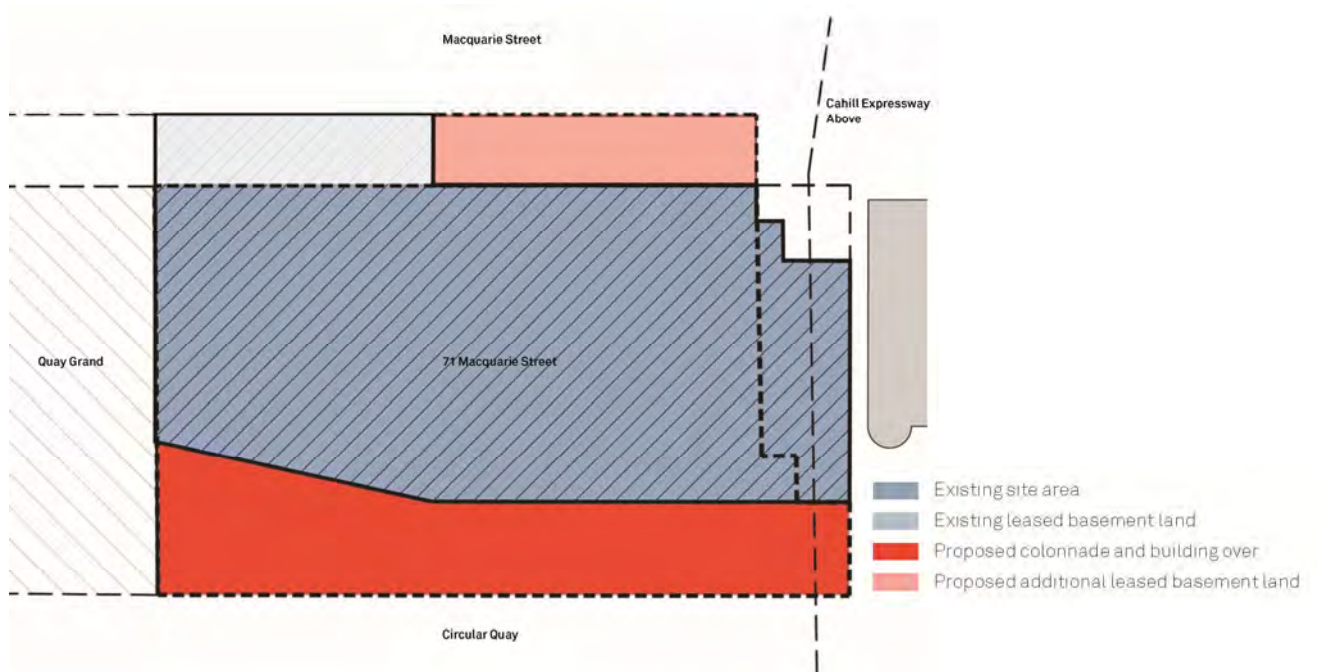 Macquarie Street
Cahill Expressway
Above
Quay Grand
71 Macquarie Street
Existing site area
Existing leased basement land
Proposed colonnade and building over
Proposed additional leased basement land
Circular Quay